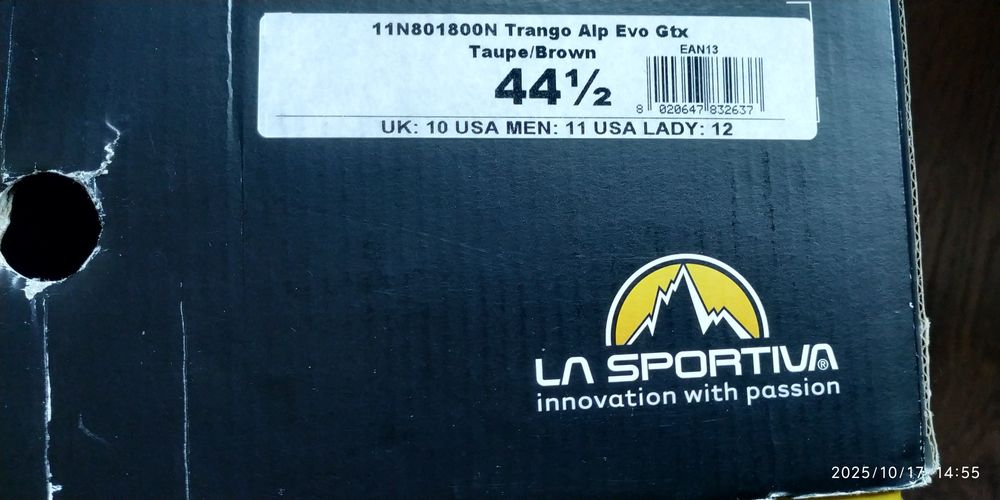 11N801800N Trango Alp Evo Gtx
Taupe/Brown
EAN13
44½
8 020647 832637
UK: 10 USA MEN: 11 USA LADY: 12
LA SPORTIVA®
innovation with passion
2025/10/17 14:55